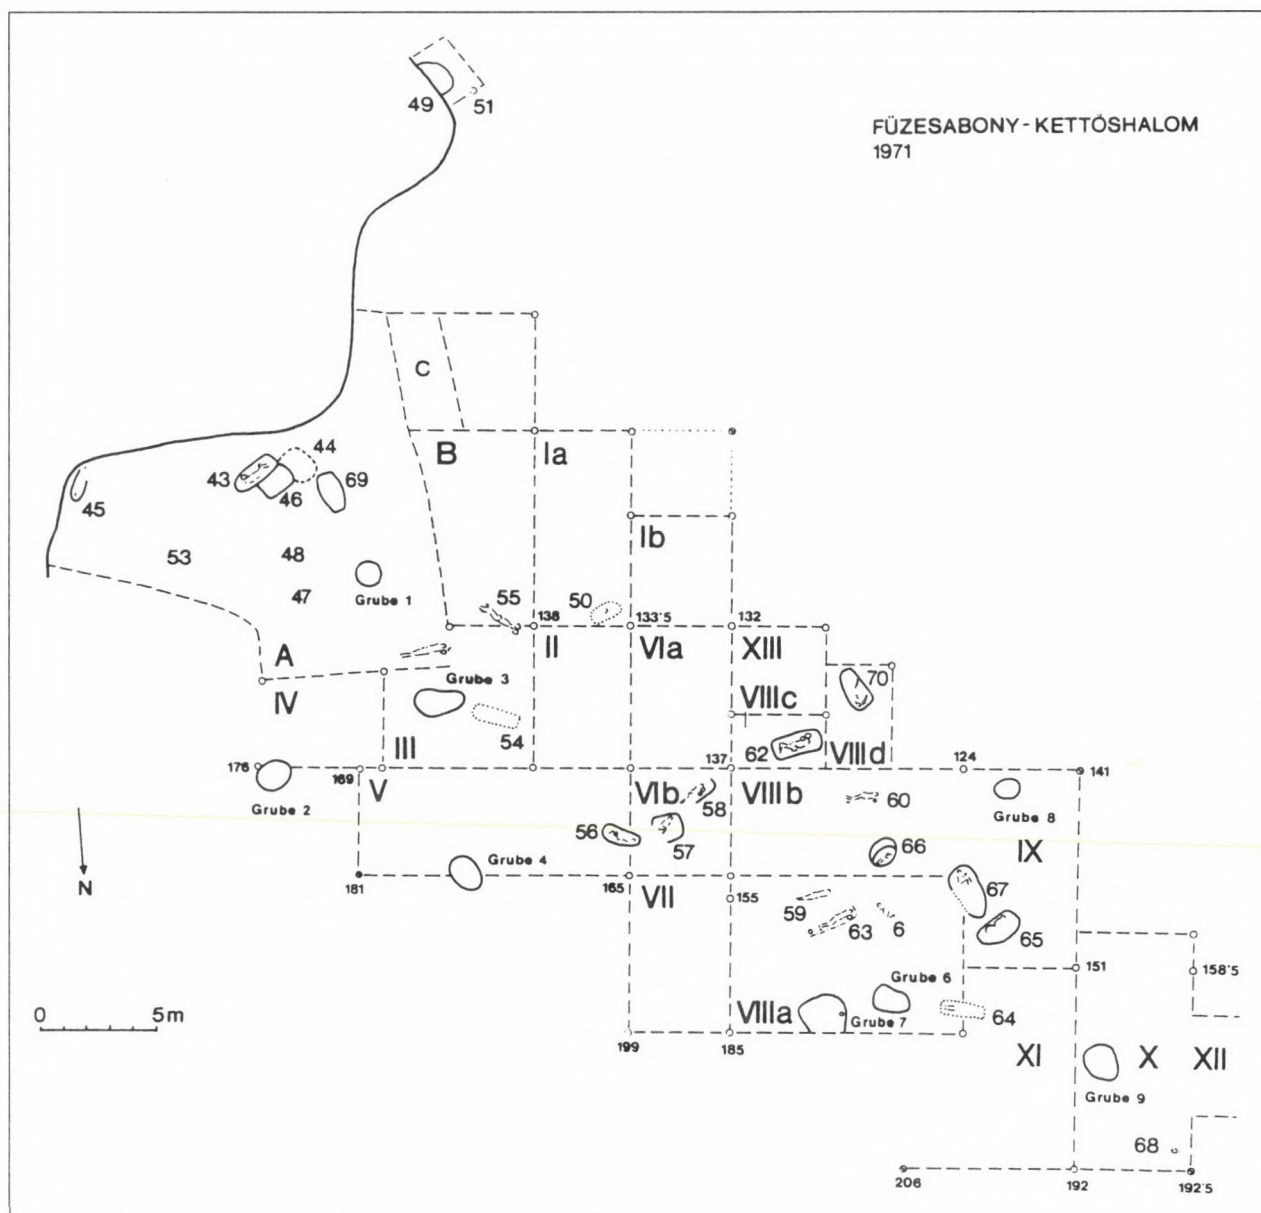 49
51
FÜZESABONY - KETTŐSHALOM
1971
C
44
B
Ia
43
69
46
45
Ib
53
48
47
Grube 1
55
50
138
133'5
132
A
II
VIa
XIII
IV
Grube 3
VIIIc
70
III
54
62
VIIId
176
169
137
124
141
V
VIb
VIIIb
Grube 2
58
60
Grube 8
56
57
66
IX
N
Grube 4
181
165
VII
155
67
59
63
6
65
151
158'5
Grube 6
0 5m
VIIIa
Grube 7
64
199
185
XI
X
XII
Grube 9
68
206
192
192'5